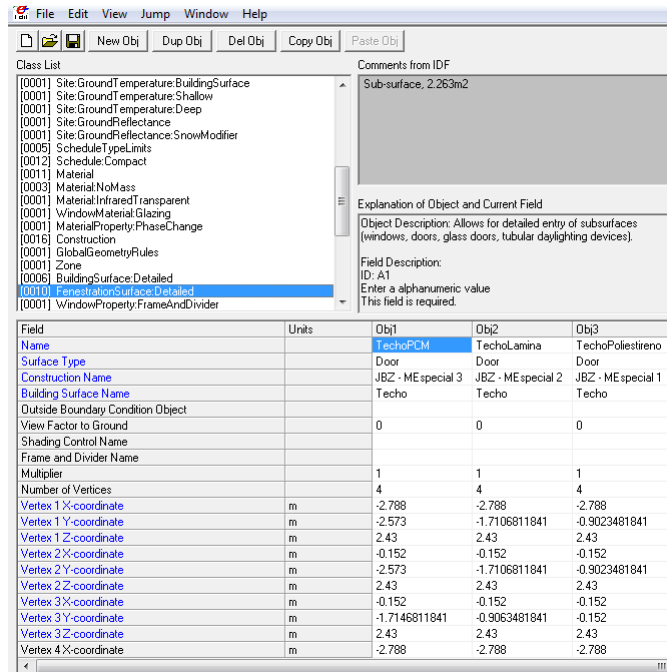 File Edit View Jump Window Help
New Obj Dup Obj Del Obj Copy Obj Paste Obj
Class List
[0001] Site:GroundTemperature:BuildingSurface
[0001] Site:GroundTemperature:Shallow
[0001] Site:GroundTemperature:Deep
[0001] Site:GroundReflectance
[0001] Site:GroundReflectance:SnowModifier
[0005] ScheduleTypeLimits
[0012] Schedule:Compact
[0011] Material
[0003] Material:NoMass
[0001] Material:InfraredTransparent
[0001] WindowMaterial:Glazing
[0001] MaterialProperty:PhaseChange
[0016] Construction
[0001] GlobalGeometryRules
[0001] Zone
[0006] BuildingSurface:Detailed
[0010] FenestrationSurface:Detailed
[0001] WindowProperty:FrameAndDivider
Comments from IDF
Sub-surface, 2.263m2
Explanation of Object and Current Field
Object Description: Allows for detailed entry of subsurfaces
(windows, doors, glass doors, tubular daylighting devices).
Field Description:
ID: A1
Enter a alphanumeric value
This field is required.
Field Units Obj1 Obj2 Obj3
Name TechoPCM TechoLamina TechoPoliestireno
Surface Type Door Door Door
Construction Name JBZ - MEspecial 3 JBZ - MEspecial 2 JBZ - MEspecial 1
Building Surface Name Techo Techo Techo
Outside Boundary Condition Object
View Factor to Ground 0 0 0
Shading Control Name
Frame and Divider Name
Multiplier 1 1 1
Number of Vertices 4 4 4
Vertex 1 X-coordinate m -2.788 -2.788 -2.788
Vertex 1 Y-coordinate m -2.573 -1.7106811841 -0.9023481841
Vertex 1 Z-coordinate m 2.43 2.43 2.43
Vertex 2 X-coordinate m -0.152 -0.152 -0.152
Vertex 2 Y-coordinate m -2.573 -1.7106811841 -0.9023481841
Vertex 2 Z-coordinate m 2.43 2.43 2.43
Vertex 3 X-coordinate m -0.152 -0.152 -0.152
Vertex 3 Y-coordinate m -1.7146811841 -0.9063481841 -0.152
Vertex 3 Z-coordinate m 2.43 2.43 2.43
Vertex 4 X-coordinate m -2.788 -2.788 -2.788